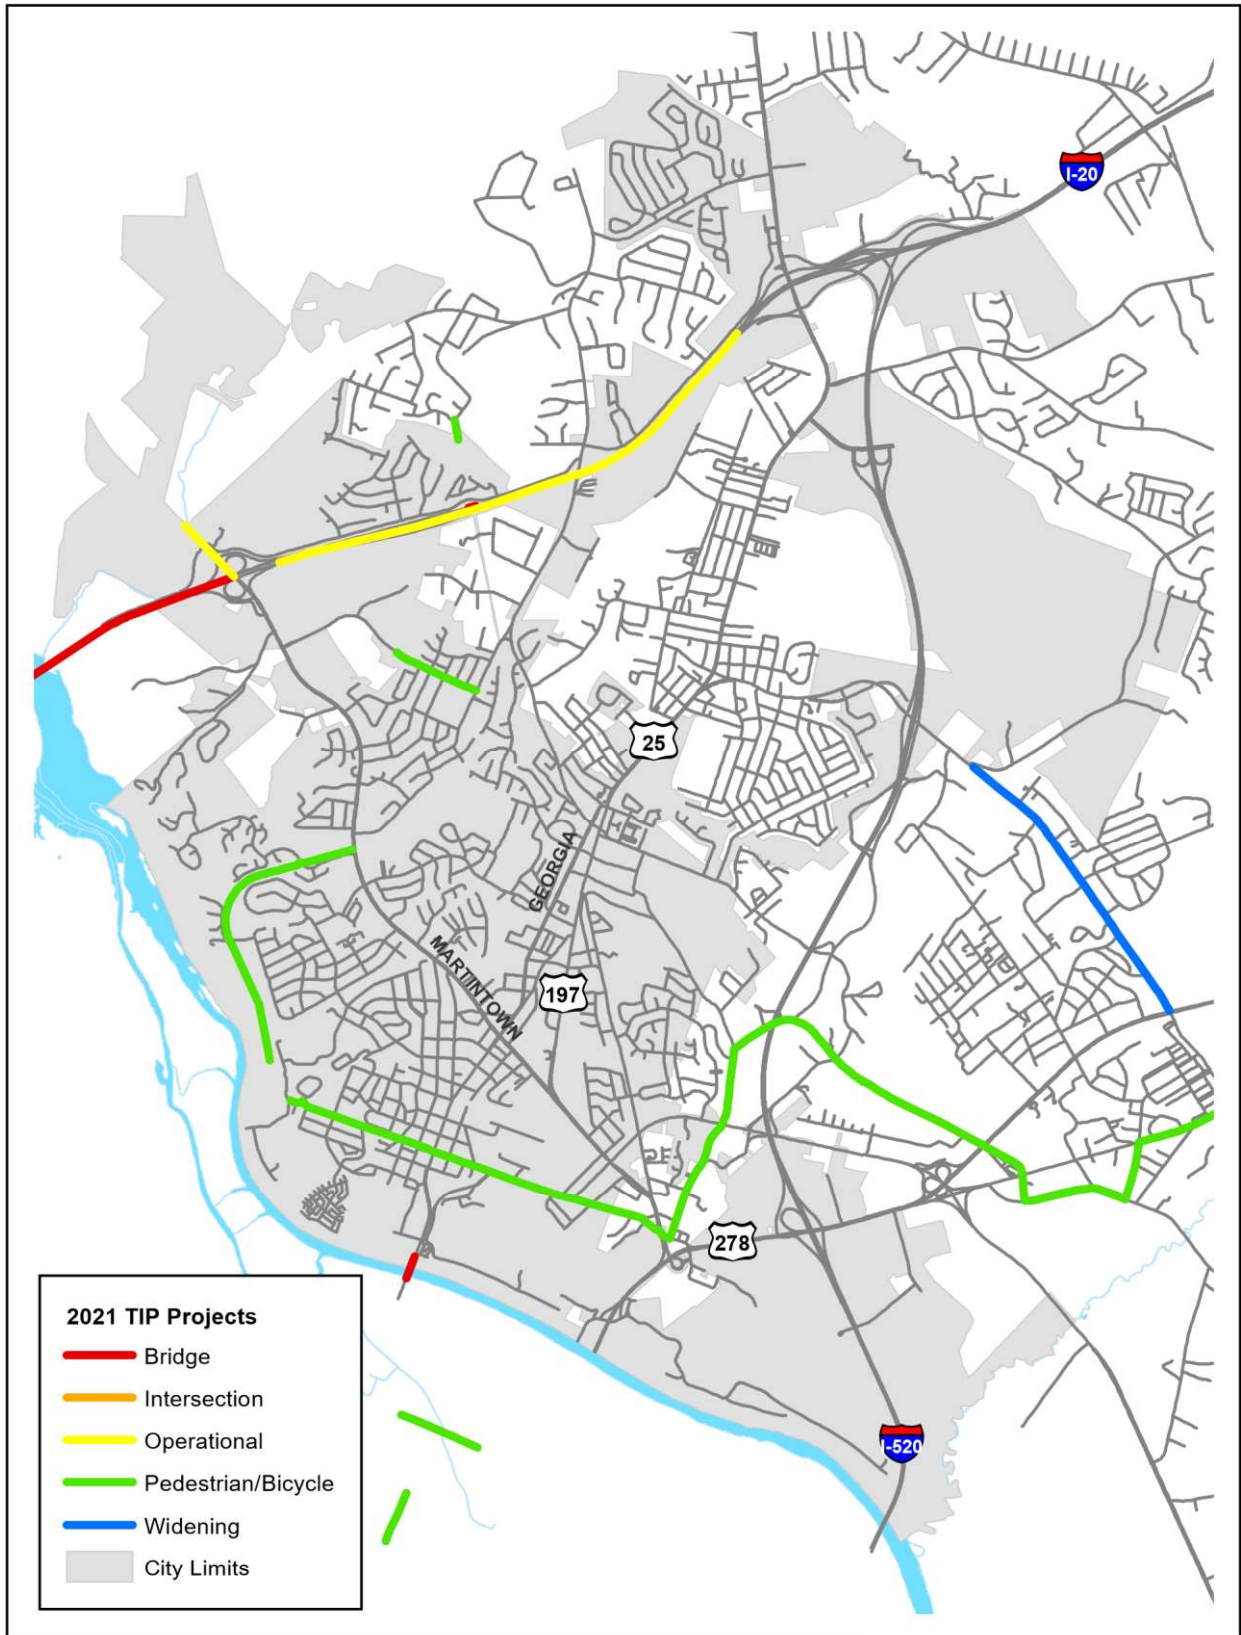 I-20
25
GEORGIA
MARTINTOWN
197
278
I-520
2021 TIP Projects
Bridge
Intersection
Operational
Pedestrian/Bicycle
Widening
City Limits